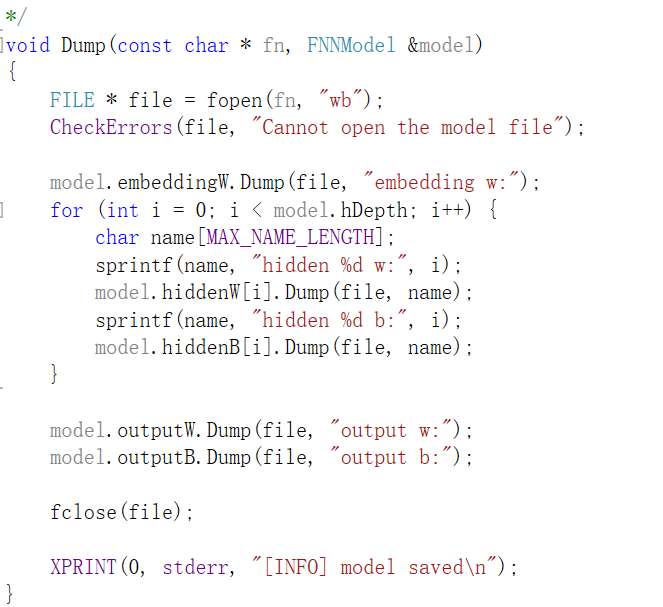 */
void Dump(const char * fn, FNNModel &model)
{
    FILE * file = fopen(fn, "wb");
    CheckErrors(file, "Cannot open the model file");

    model.embeddingW.Dump(file, "embedding w:");
    for (int i = 0; i < model.hDepth; i++) {
        char name[MAX_NAME_LENGTH];
        sprintf(name, "hidden %d w:", i);
        model.hiddenW[i].Dump(file, name);
        sprintf(name, "hidden %d b:", i);
        model.hiddenB[i].Dump(file, name);
    }

    model.outputW.Dump(file, "output w:");
    model.outputB.Dump(file, "output b:");

    fclose(file);

    XPRINT(0, stderr, "[INFO] model saved\n");
}